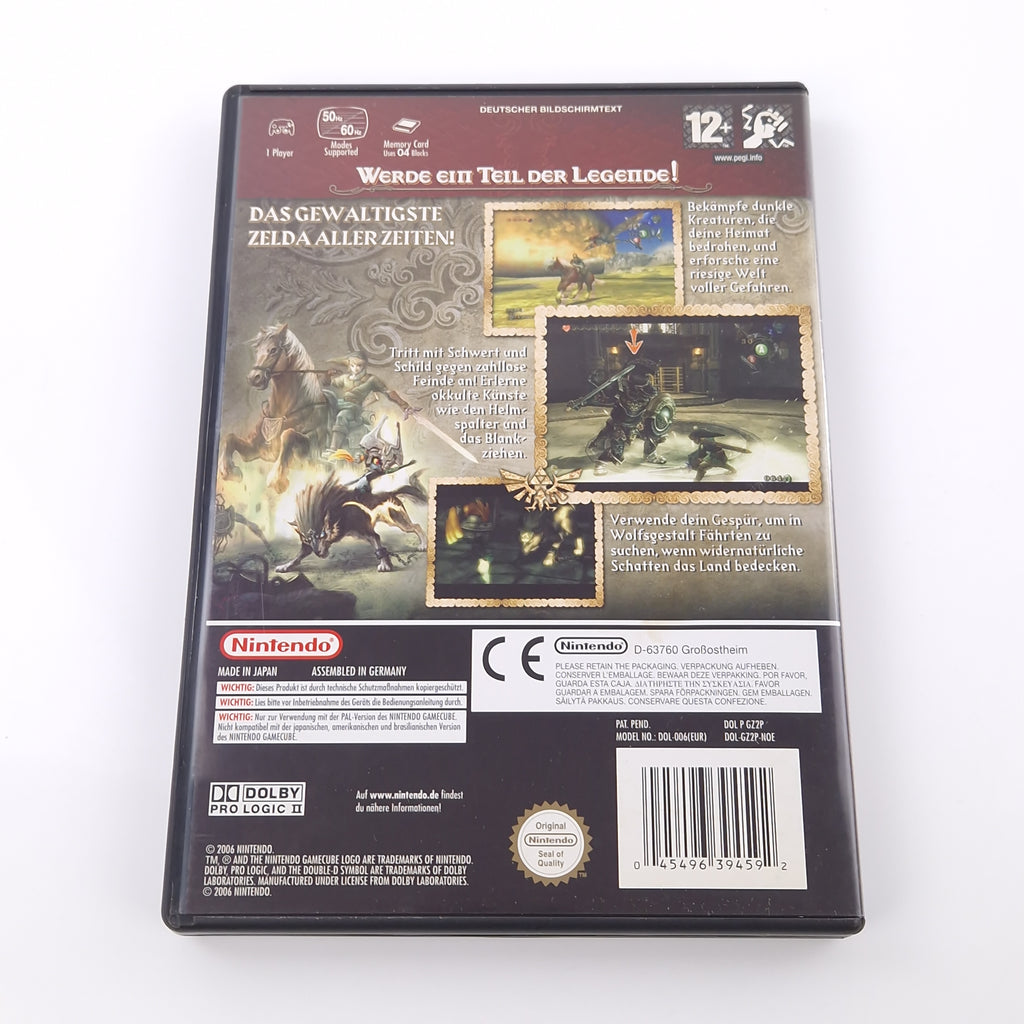 DEUTSCHER BILDSCHIRMTEXT
50Hz
60Hz
1 Player
Modes
Supported
Memory Card
Uses 04 Blocks
12+
www.pegi.info
WERDE EIN TEIL DER LEGENDE!
DAS GEWALTIGSTE
ZELDA ALLER ZEITEN!
Bekämpfe dunkle
Kreaturen, die
deine Heimat
bedrohen, und
erforsche eine
riesige Welt
voller Gefahren.
Tritt mit Schwert und
Schild gegen zahllose
Feinde an! Erlerne
okkulte Künste
wie den Helm-
spalter und
das Blank-
ziehen.
Verwende dein Gespür, um in
Wolfsgestalt Fährten zu
suchen, wenn widernatürliche
Schatten das Land bedecken.
Nintendo®
MADE IN JAPAN ASSEMBLED IN GERMANY
WICHTIG: Dieses Produkt ist durch technische Schutzmaßnahmen kopiergeschützt.
WICHTIG: Lies bitte vor Inbetriebnahme des Geräts die Bedienungsanleitung durch.
WICHTIG: Nur zur Verwendung mit der PAL-Version des NINTENDO GAMECUBE.
Nicht kompatibel mit der japanischen, amerikanischen und brasilianischen Version
des NINTENDO GAMECUBE.
CE Nintendo® D-63760 Großostheim
PLEASE RETAIN THE PACKAGING. VERPACKUNG AUFHEBEN.
CONSERVER L'EMBALLAGE. BEWAAR DEZE VERPAKKING. POR FAVOR,
GUARDA ESTA CAJA. ΔΙΑΤΗΡΗΣΤΕ ΤΗΝ ΣΥΣΚΕΥΑΣΙΑ. FAVOR
GUARDAR A EMBALAGEM. SPARA FÖRPACKNINGEN. GEM EMBALLAGEN.
SÄILYTÄ PAKKAUS. CONSERVARE QUESTA CONFEZIONE.
PAT. PEND. DOL P GZ2P
MODEL NO.: DOL-006(EUR) DOL-GZ2P-NOE
DOLBY
PRO LOGIC II
Auf www.nintendo.de findest
du nähere Informationen!
Original
Nintendo
Seal of
Quality
TM
0 45496 39459 2
© 2006 NINTENDO.
TM, ® AND THE NINTENDO GAMECUBE LOGO ARE TRADEMARKS OF NINTENDO.
DOLBY, PRO LOGIC, AND THE DOUBLE-D SYMBOL ARE TRADEMARKS OF DOLBY
LABORATORIES. MANUFACTURED UNDER LICENSE FROM DOLBY LABORATORIES.
© 2006 NINTENDO.